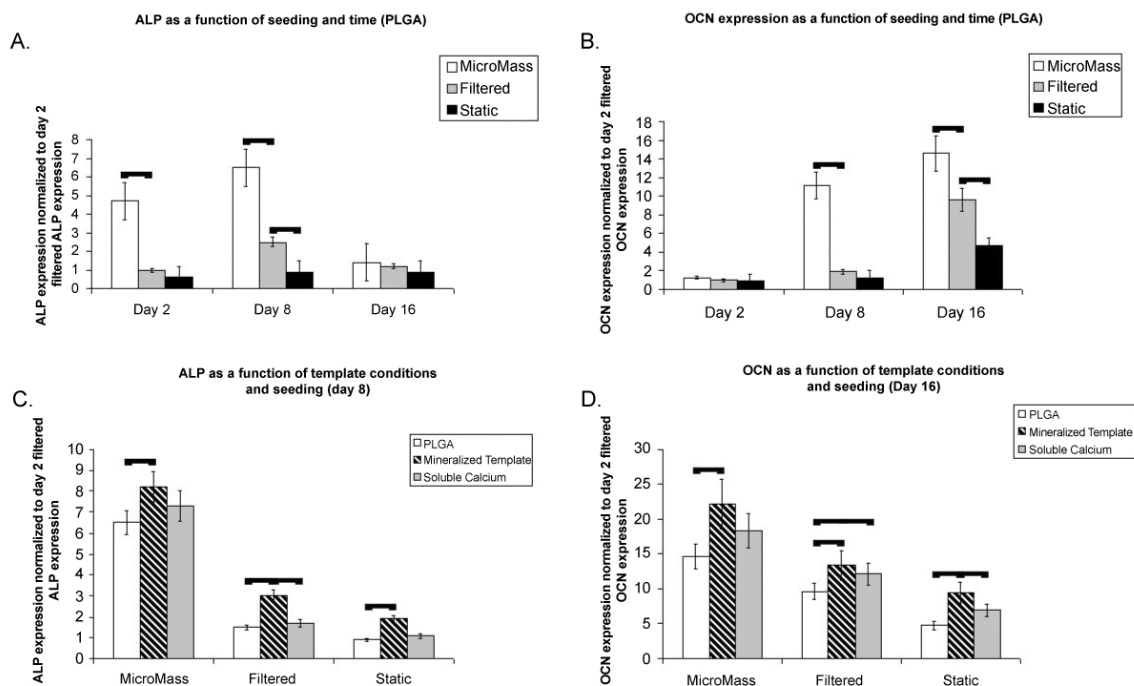 ALP as a function of seeding and time (PLGA)
A.
MicroMass
Filtered
Static
ALP expression normalized to day 2
filtered ALP expression
8
7
6
5
4
3
2
1
0
Day 2
Day 8
Day 16
OCN expression as a function of seeding and time (PLGA)
B.
MicroMass
Filtered
Static
OCN expression normalized to day 2 filtered
OCN expression
18
16
14
12
10
8
6
4
2
0
Day 2
Day 8
Day 16
ALP as a function of template conditions
and seeding (day 8)
C.
PLGA
Mineralized Template
Soluble Calcium
ALP expression normalized to day 2 filtered
ALP expression
10
9
8
7
6
5
4
3
2
1
0
MicroMass
Filtered
Static
OCN as a function of template conditions
and seeding (Day 16)
D.
PLGA
Mineralized Template
Soluble Calcium
OCN expression normalized to day 2 filtered
OCN expression
30
25
20
15
10
5
0
MicroMass
Filtered
Static